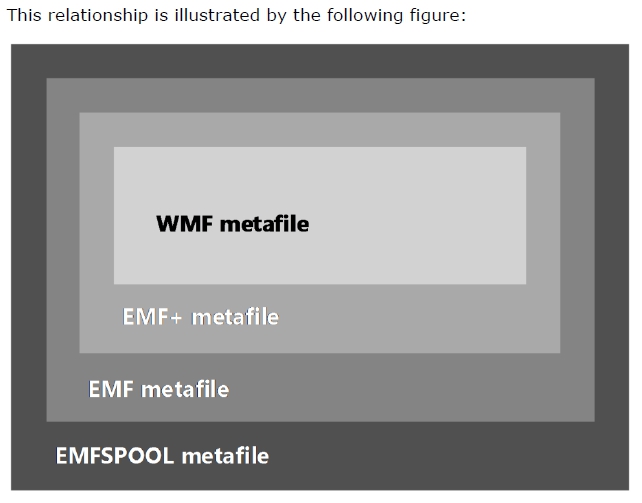 This relationship is illustrated by the following figure:
WMF metafile
EMF+ metafile
EMF metafile
EMFSPOOL metafile